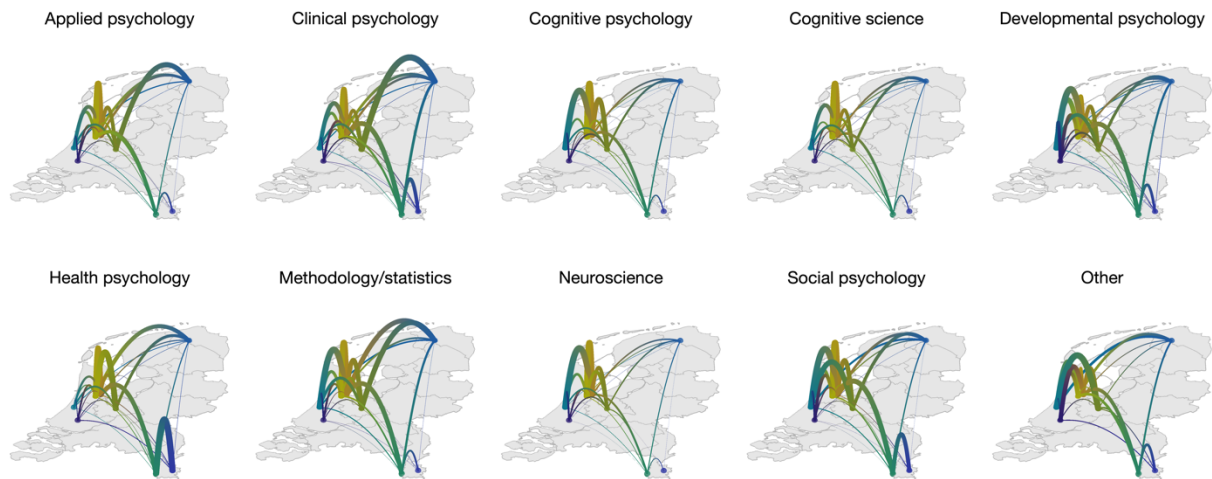 Applied psychology
Clinical psychology
Cognitive psychology
Cognitive science
Developmental psychology
Health psychology
Methodology/statistics
Neuroscience
Social psychology
Other